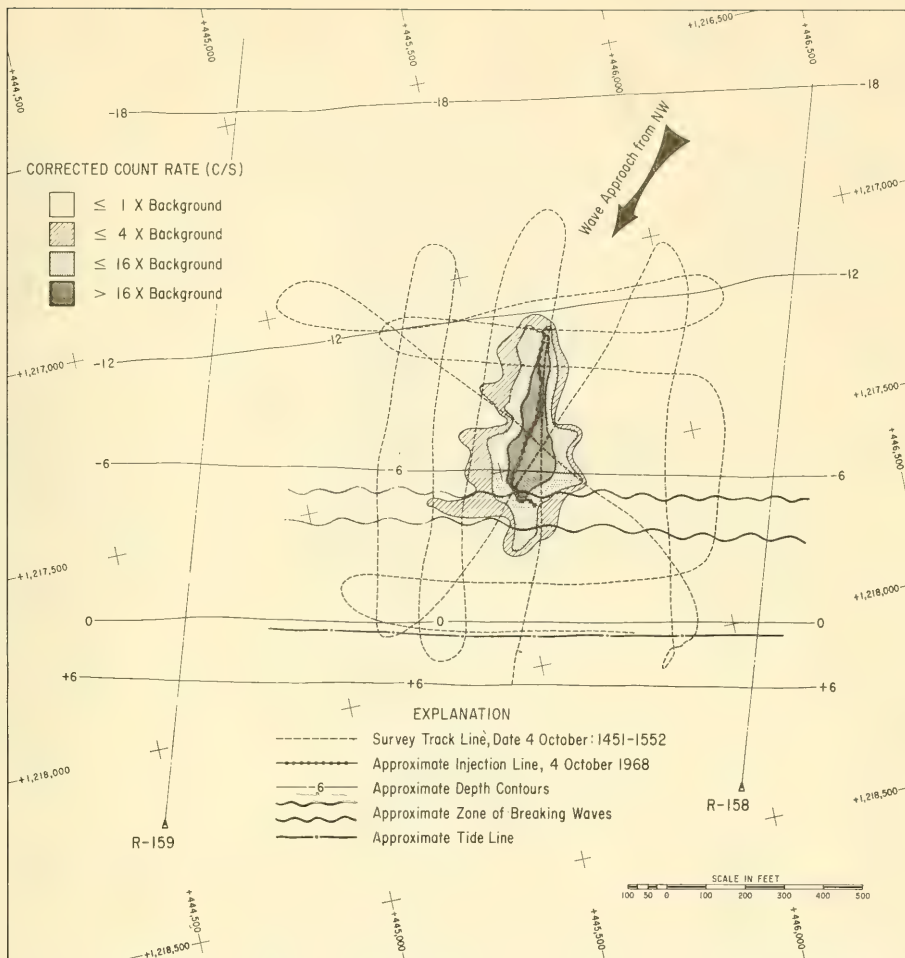 +445,000
+445,500
+1,216,500
+446,000
+446,500
+444,500
-18
-18
-18
Wave Approach from NW
CORRECTED COUNT RATE (C/S)
≤ 1 X Background
≤ 4 X Background
≤ 16 X Background
> 16 X Background
+1,217,000
-12
-12
-12
+1,217,000
+1,217,500
+446,500
-6
-6
-6
+1,217,500
+1,218,000
0
0
0
+6
+6
EXPLANATION
Survey Track Line, Date 4 October: 1451-1552
Approximate Injection Line, 4 October 1968
-6 Approximate Depth Contours
Approximate Zone of Breaking Waves
Approximate Tide Line
+1,218,000
R-158
+1,218,500
R-159
SCALE IN FEET
100 50 0 100 200 300 400 500
+444,500
+445,000
+445,500
+446,000
+1,218,500